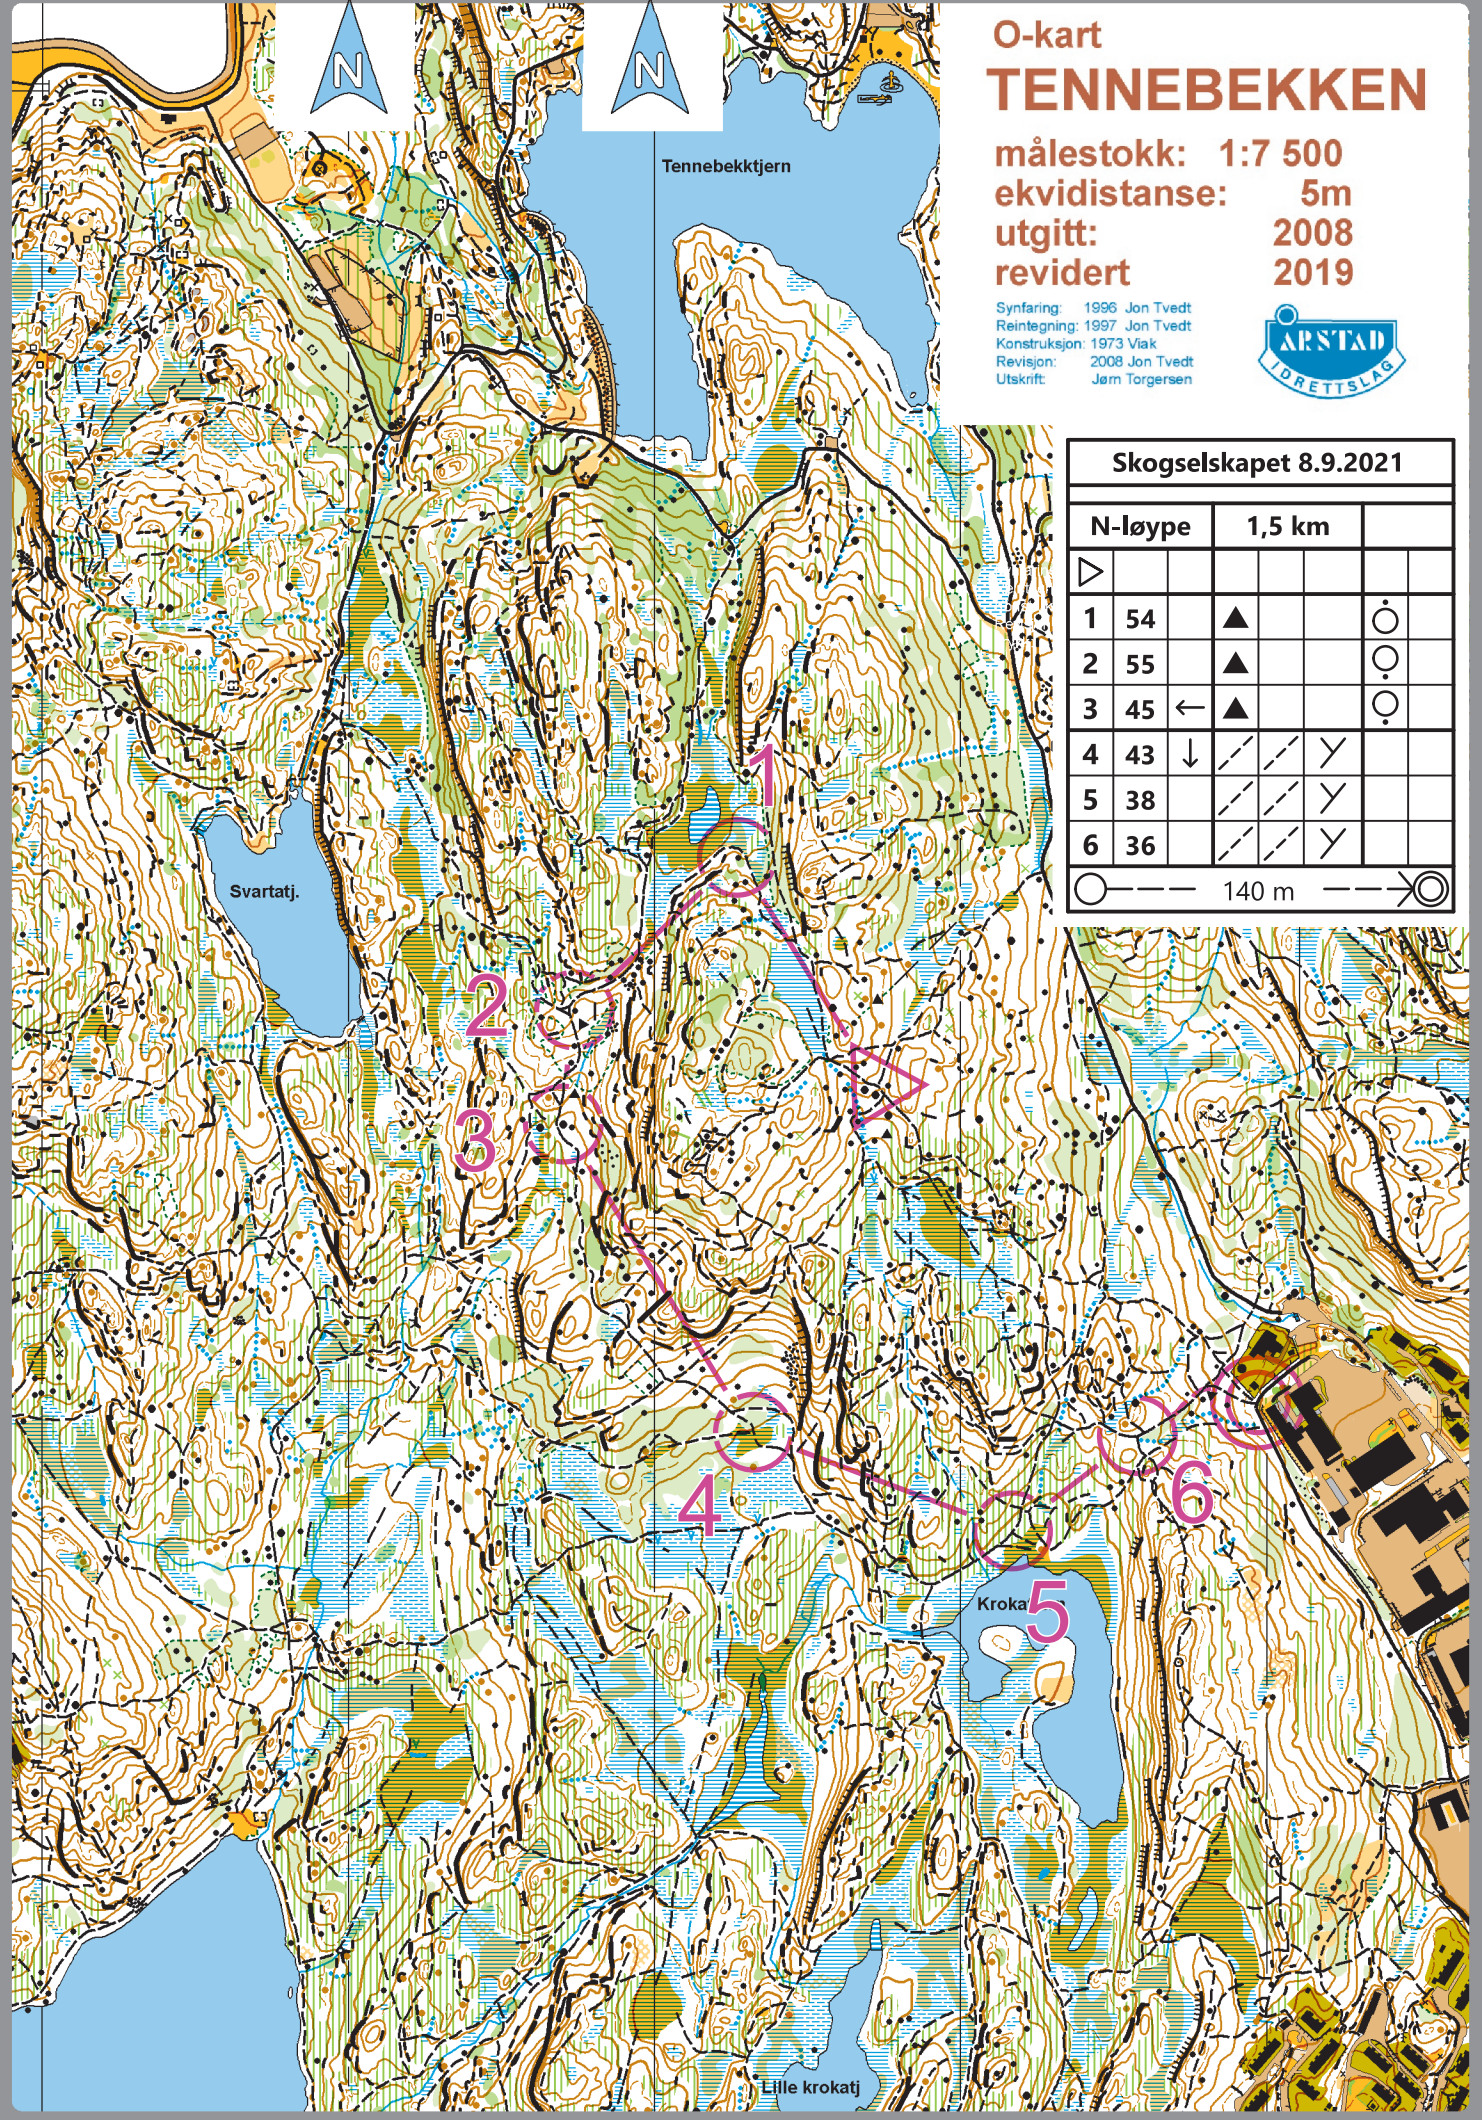 N
N
O-kart
TENNEBEKKEN
målestokk: 1:7 500
ekvidistanse: 5m
utgitt: 2008
revidert 2019
Synfaring: 1996 Jon Tvedt
Reintegning: 1997 Jon Tvedt
Konstruksjon: 1973 Viak
Revisjon: 2008 Jon Tvedt
Utskrift: Jørn Torgersen
ÅRSTAD
IDRETTSLAG
Tennebekktjern
Skogselskapet 8.9.2021
N-løype 1,5 km
1 54
2 55
3 45
4 43
5 38
6 36
140 m
1
Svartatj.
2
3
4
6
5
Lille krokatj